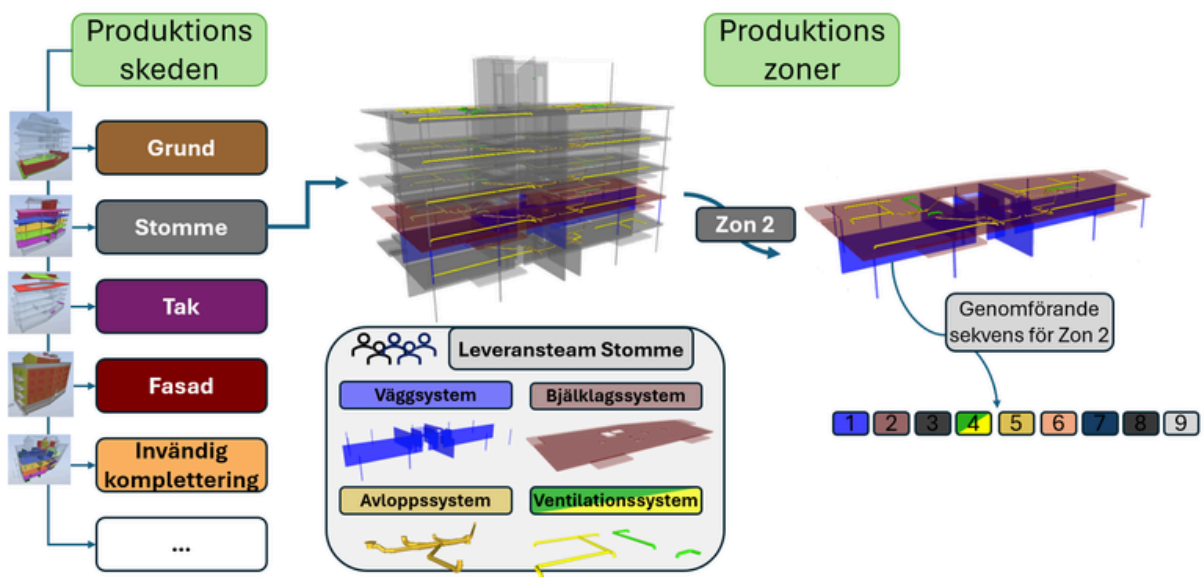 Produktions
skeden
Grund
Stomme
Tak
Fasad
Invändig
komplettering
...
Produktions
zoner
Zon 2
Genomförande
sekvens för Zon 2
1 2 3 4 5 6 7 8 9
Leveransteam Stomme
Väggsystem
Bjälklagssystem
Avloppssystem
Ventilationssystem